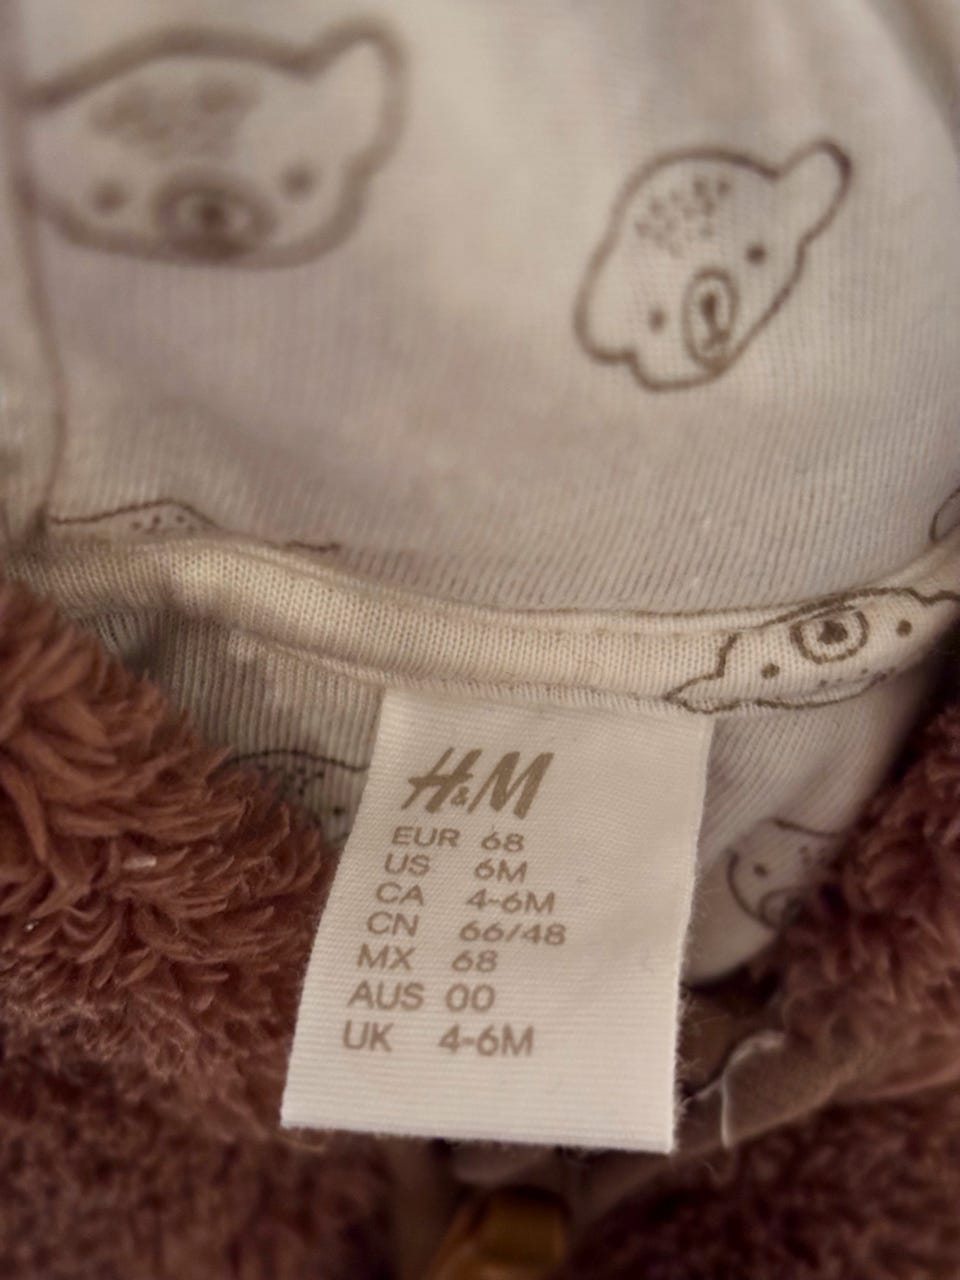 H&M
EUR 68
US 6M
CA 4-6M
CN 66/48
MX 68
AUS 00
UK 4-6M